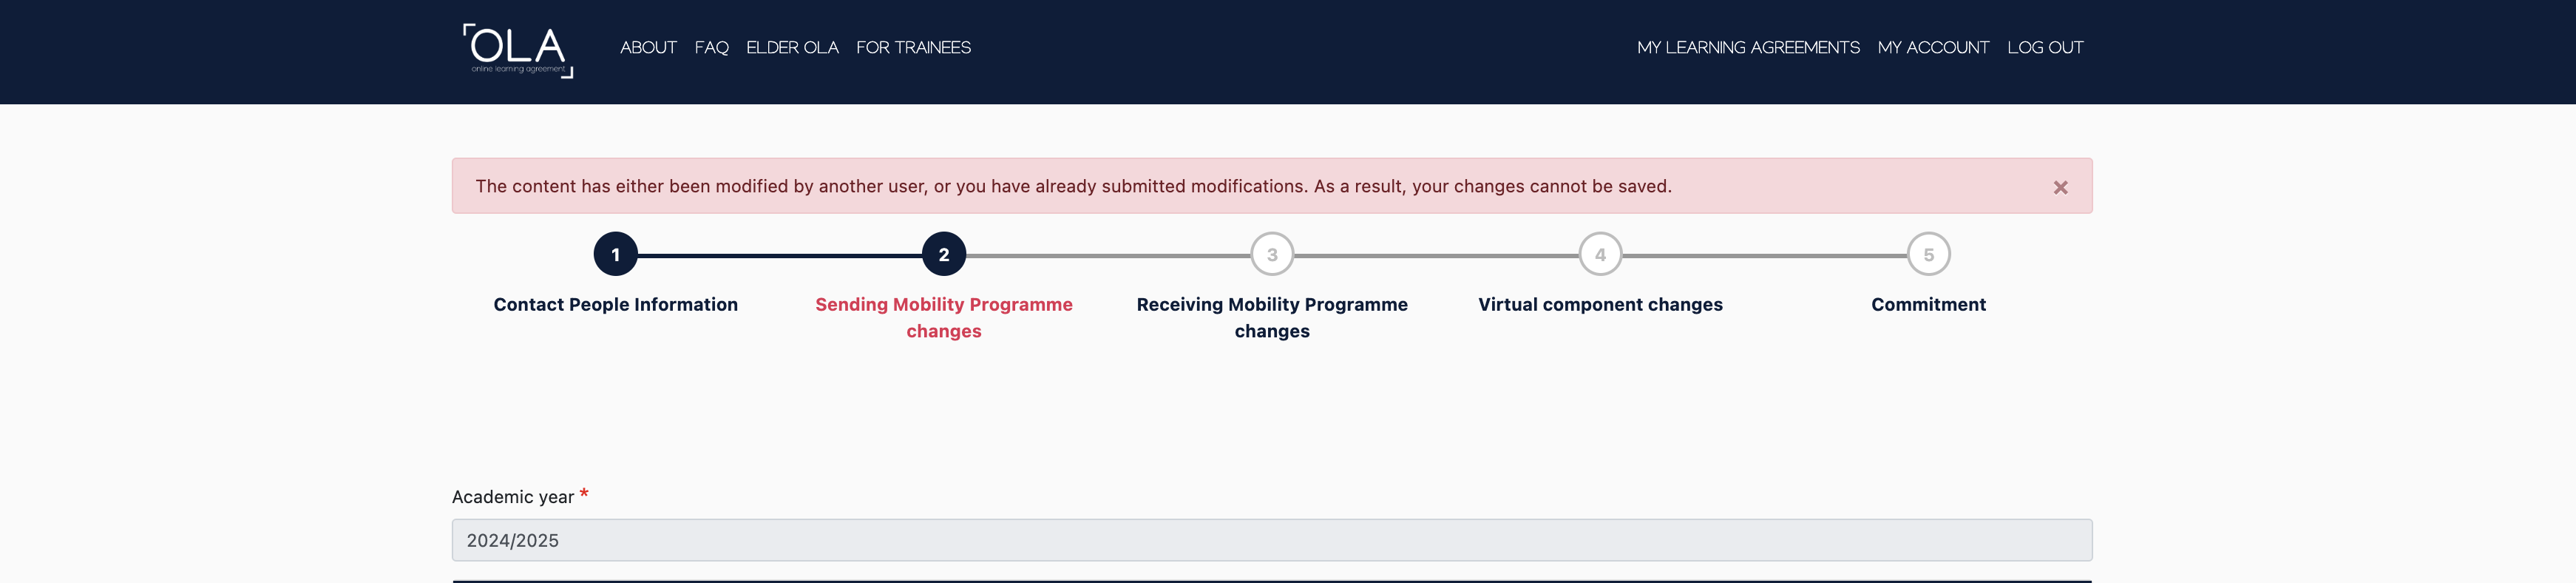 OLA
online learning agreement
ABOUT FAQ ELDER OLA FOR TRAINEES
MY LEARNING AGREEMENTS MY ACCOUNT LOG OUT
The content has either been modified by another user, or you have already submitted modifications. As a result, your changes cannot be saved. ×
1 2 3 4 5
Contact People Information
Sending Mobility Programme
changes
Receiving Mobility Programme
changes
Virtual component changes
Commitment
Academic year *
2024/2025